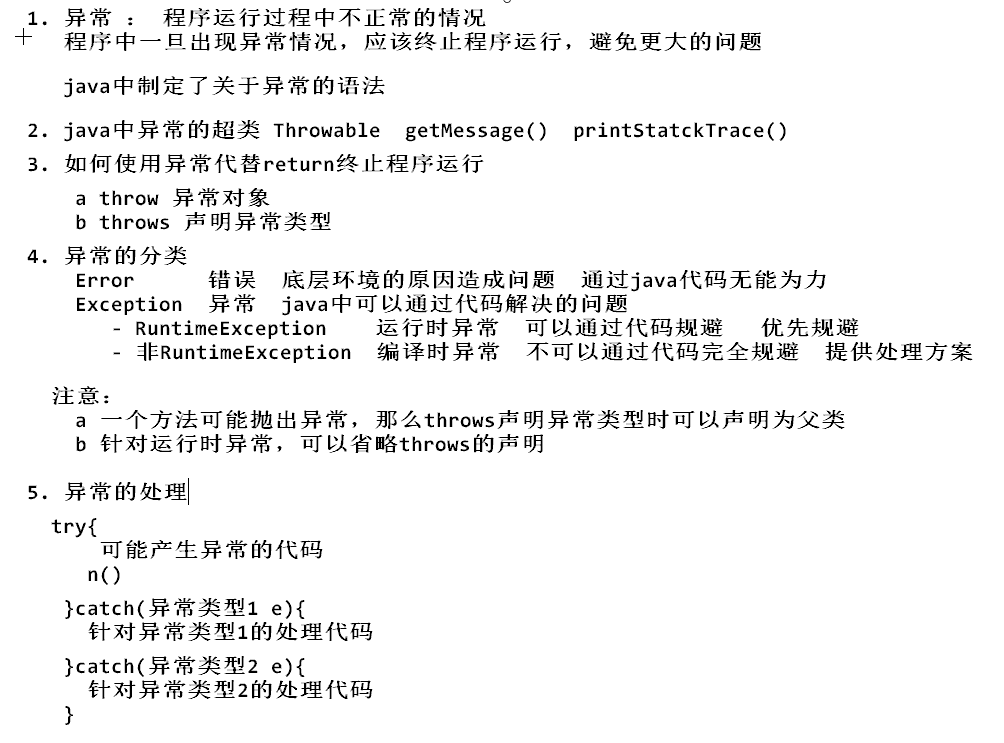 1. 异常 ： 程序运行过程中不正常的情况
程序中一旦出现异常情况，应该终止程序运行，避免更大的问题
java中制定了关于异常的语法
2. java中异常的超类 Throwable getMessage() printStatckTrace()
3. 如何使用异常代替return终止程序运行
a throw 异常对象
b throws 声明异常类型
4. 异常的分类
Error 错误 底层环境的原因造成问题 通过java代码无能为力
Exception 异常 java中可以通过代码解决的问题
- RuntimeException 运行时异常 可以通过代码规避 优先规避
- 非RuntimeException 编译时异常 不可以通过代码完全规避 提供处理方案
注意：
a 一个方法可能抛出异常，那么throws声明异常类型时可以声明为父类
b 针对运行时异常，可以省略throws的声明
5. 异常的处理
try{
可能产生异常的代码
n()
}catch(异常类型1 e){
针对异常类型1的处理代码
}catch(异常类型2 e){
针对异常类型2的处理代码
}